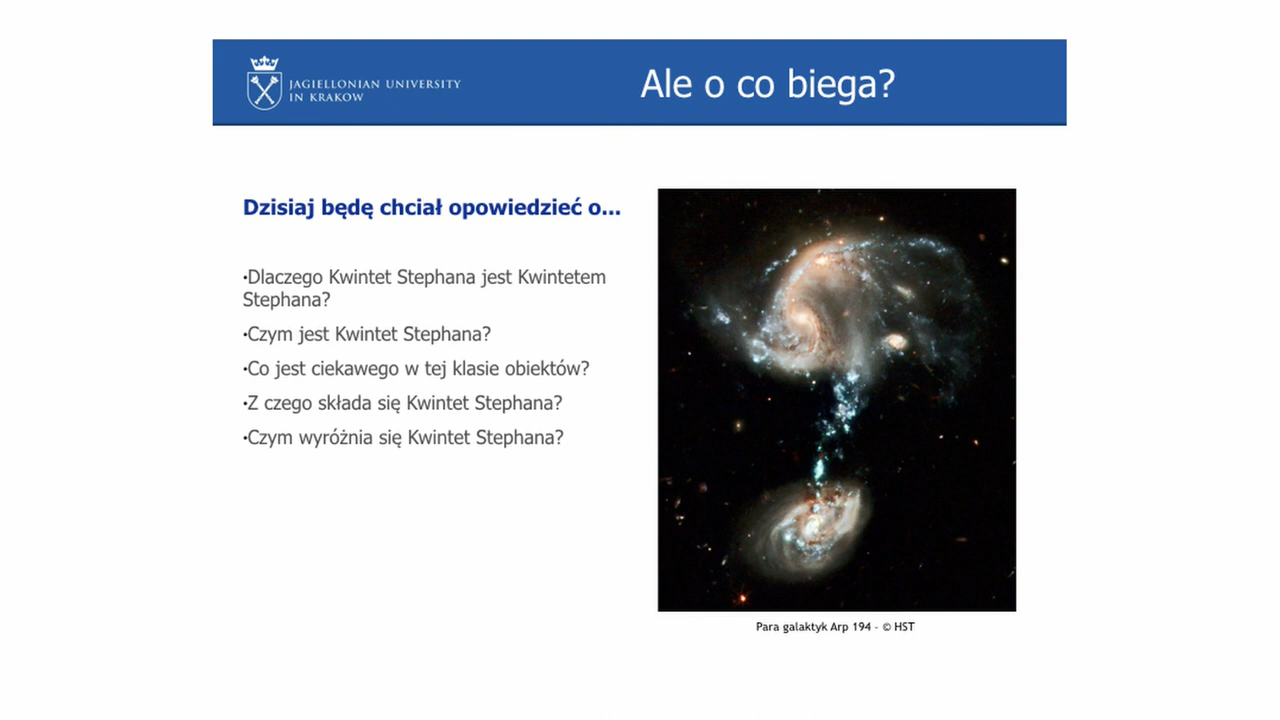 JAGIELLONIAN UNIVERSITY
IN KRAKOW
Ale o co biega?
Dzisiaj będę chciał opowiedzieć o...
•Dlaczego Kwintet Stephana jest Kwintetem
Stephana?
•Czym jest Kwintet Stephana?
•Co jest ciekawego w tej klasie obiektów?
•Z czego składa się Kwintet Stephana?
•Czym wyróżnia się Kwintet Stephana?
Para galaktyk Arp 194 - © HST